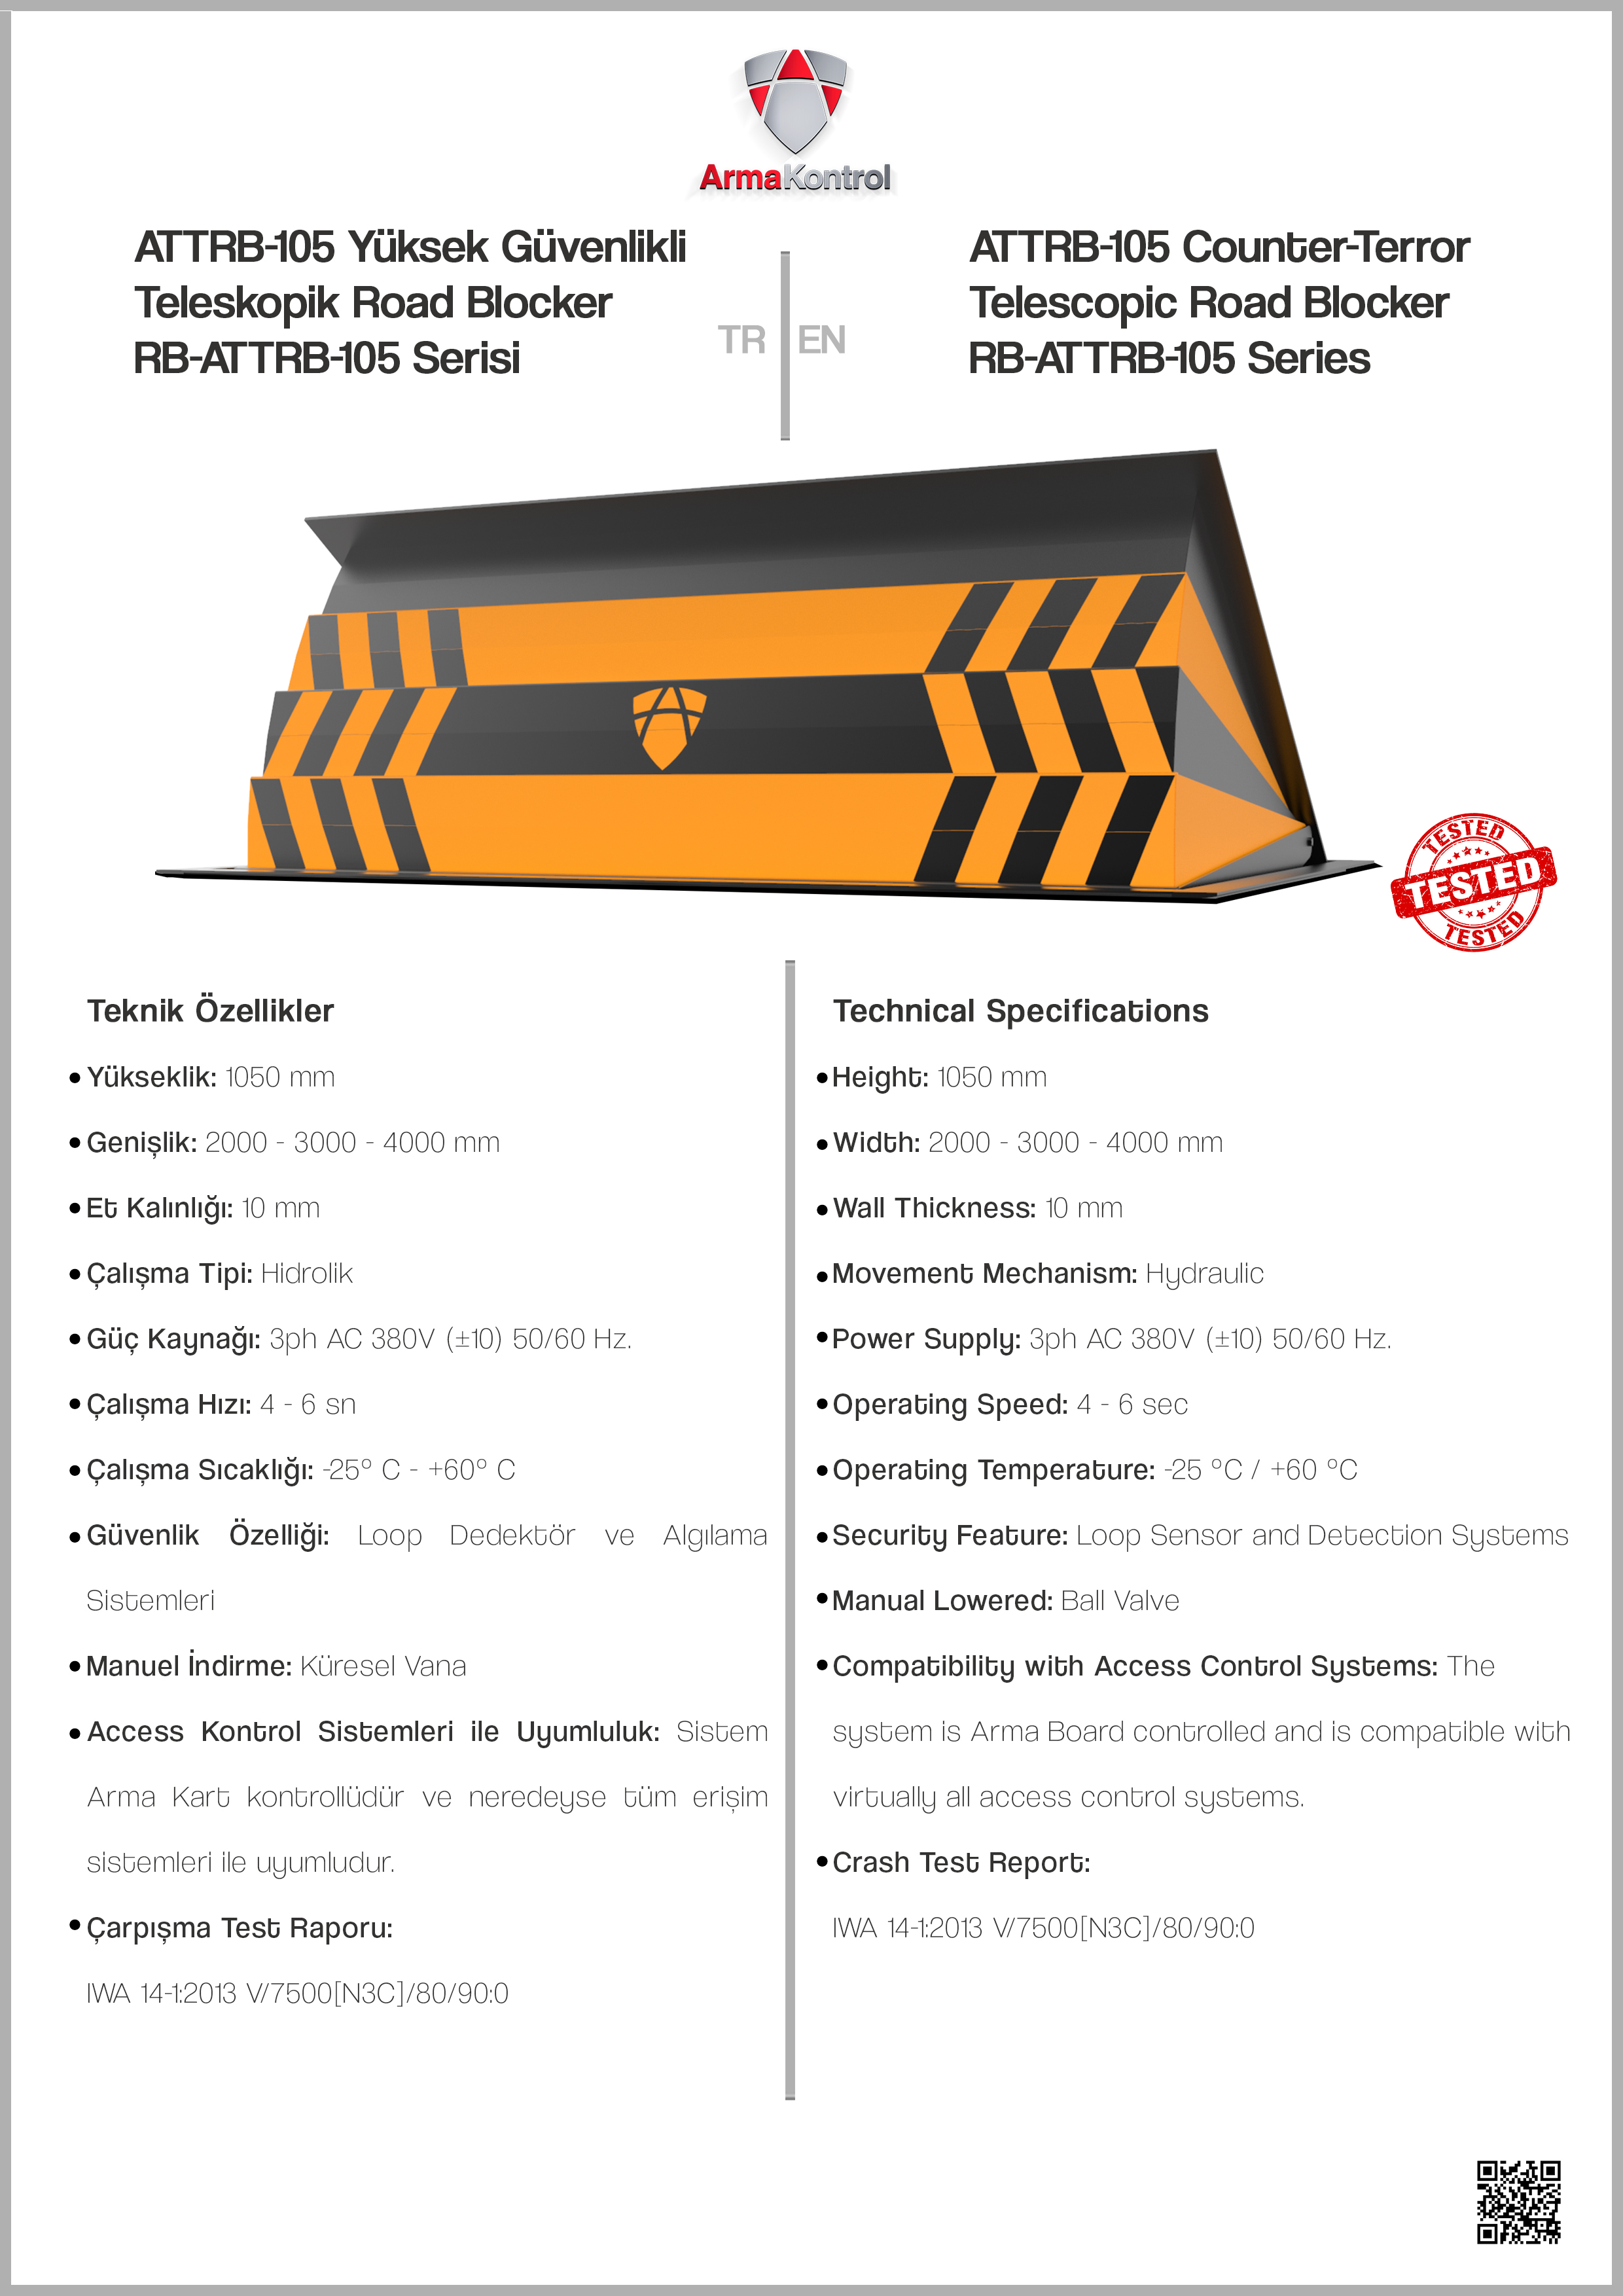 ArmaKontrol
ATTRB-105 Yüksek Güvenlikli
Teleskopik Road Blocker
RB-ATTRB-105 Serisi
TR
EN
ATTRB-105 Counter-Terror
Telescopic Road Blocker
RB-ATTRB-105 Series
TESTED
TESTED
TESTED
Teknik Özellikler
•Yükseklik: 1050 mm
•Genişlik: 2000 - 3000 - 4000 mm
•Et Kalınlığı: 10 mm
•Çalışma Tipi: Hidrolik
•Güç Kaynağı: 3ph AC 380V (±10) 50/60 Hz.
•Çalışma Hızı: 4 - 6 sn
•Çalışma Sıcaklığı: -25° C - +60° C
•Güvenlik Özelliği: Loop Dedektör ve Algılama
Sistemleri
•Manuel İndirme: Küresel Vana
•Access Kontrol Sistemleri ile Uyumluluk: Sistem
Arma Kart kontrollüdür ve neredeyse tüm erişim
sistemleri ile uyumludur.
•Çarpışma Test Raporu:
IWA 14-1:2013 V/7500[N3C]/80/90:0
Technical Specifications
•Height: 1050 mm
•Width: 2000 - 3000 - 4000 mm
•Wall Thickness: 10 mm
•Movement Mechanism: Hydraulic
•Power Supply: 3ph AC 380V (±10) 50/60 Hz.
•Operating Speed: 4 - 6 sec
•Operating Temperature: -25 °C / +60 °C
•Security Feature: Loop Sensor and Detection Systems
•Manual Lowered: Ball Valve
•Compatibility with Access Control Systems: The
system is Arma Board controlled and is compatible with
virtually all access control systems.
•Crash Test Report:
IWA 14-1:2013 V/7500[N3C]/80/90:0